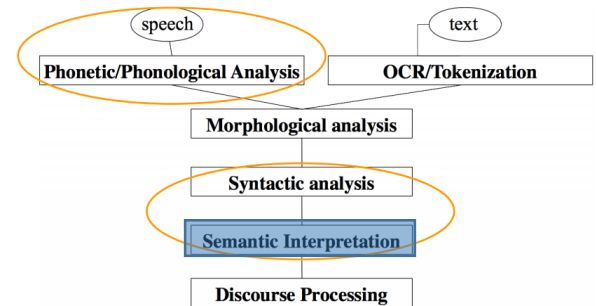 speech
text
Phonetic/Phonological Analysis
OCR/Tokenization
Morphological analysis
Syntactic analysis
Semantic Interpretation
Discourse Processing